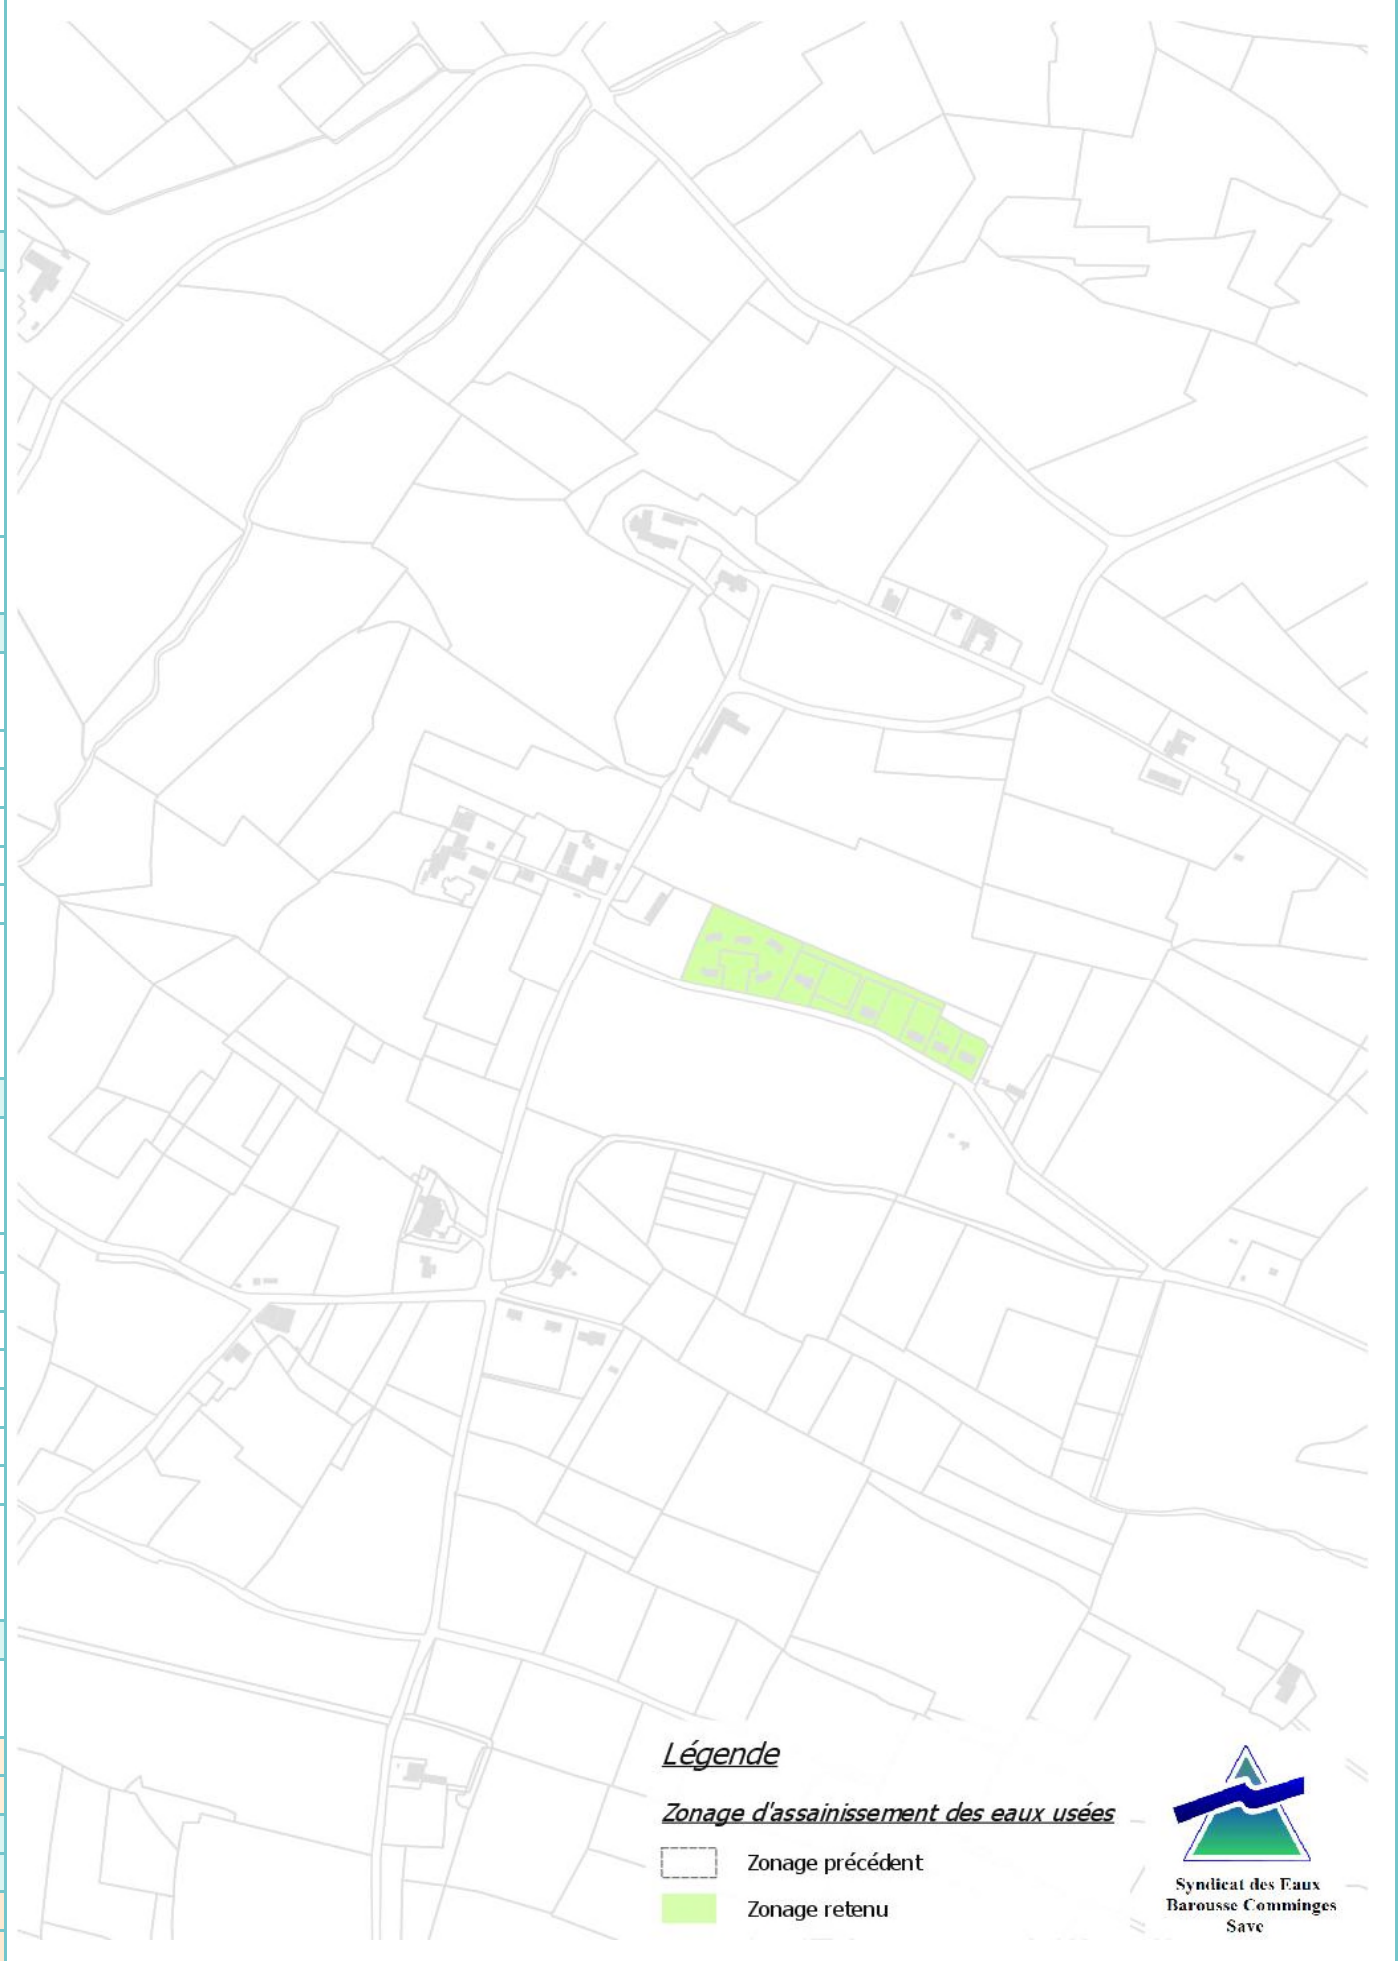 Légende
Zonage d'assainissement des eaux usées
Zonage précédent
Zonage retenu
Syndicat des Eaux
Barousse Comminges
Save